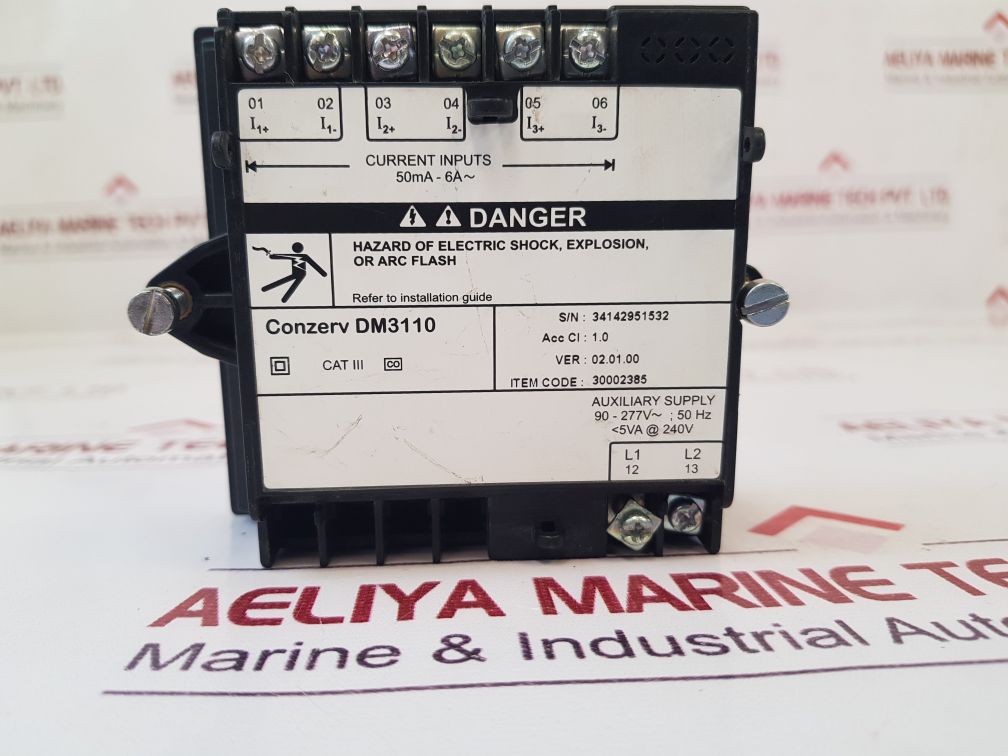 01 02 03 04 05 06
I1+ I1- I2+ I2- I3+ I3-
CURRENT INPUTS
50mA - 6A~
DANGER
HAZARD OF ELECTRIC SHOCK, EXPLOSION,
OR ARC FLASH
Refer to installation guide
Conzerv DM3110
CAT III CO
S/N : 34142951532
Acc Cl : 1.0
VER : 02.01.00
ITEM CODE : 30002385
AUXILIARY SUPPLY
90 - 277V~ ; 50 Hz
<5VA @ 240V
L1 L2
12 13
AELIYA MARINE TE
Marine & Industrial Auto